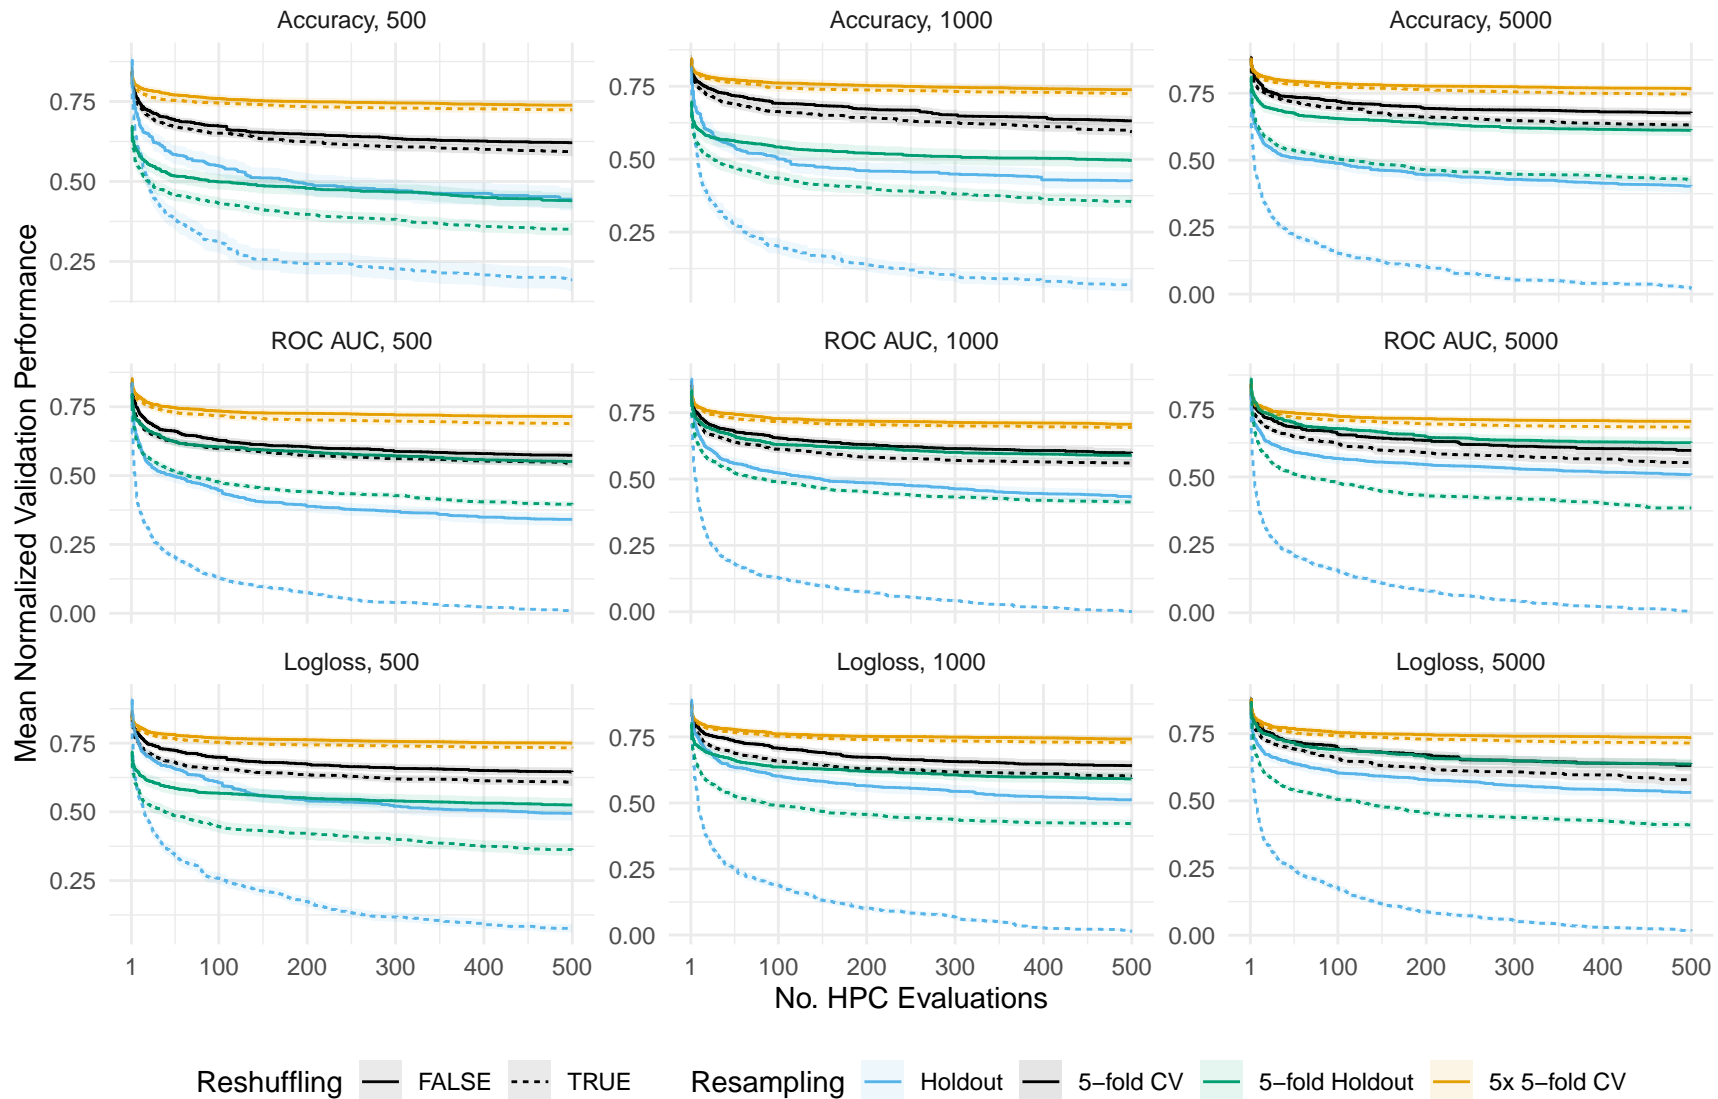 Accuracy, 500
Accuracy, 1000
Accuracy, 5000
0.75
0.50
0.25
0.75
0.50
0.25
0.75
0.50
0.25
0.00
ROC AUC, 500
ROC AUC, 1000
ROC AUC, 5000
0.75
0.50
0.25
0.00
0.75
0.50
0.25
0.00
0.75
0.50
0.25
0.00
Logloss, 500
Logloss, 1000
Logloss, 5000
0.75
0.50
0.25
0.75
0.50
0.25
0.00
0.75
0.50
0.25
0.00
1 100 200 300 400 500
1 100 200 300 400 500
1 100 200 300 400 500
Mean Normalized Validation Performance
No. HPC Evaluations
Reshuffling FALSE TRUE Resampling Holdout 5−fold CV 5−fold Holdout 5x 5−fold CV